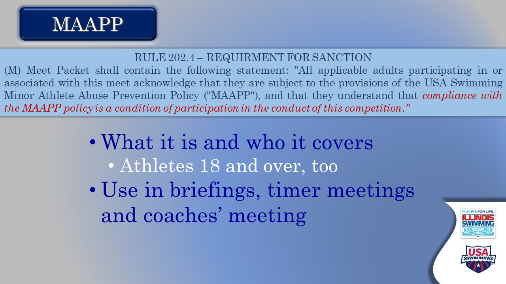 MAAPP
RULE 202.4 – REQUIRMENT FOR SANCTION
(M) Meet Packet shall contain the following statement: "All applicable adults participating in or
associated with this meet acknowledge that they are subject to the provisions of the USA Swimming
Minor Athlete Abuse Prevention Policy ("MAAPP"), and that they understand that compliance with
the MAAPP policy is a condition of participation in the conduct of this competition."
• What it is and who it covers
• Athletes 18 and over, too
• Use in briefings, timer meetings
and coaches' meeting
ILLINOIS
SWIMMING
USA
SWIMMING